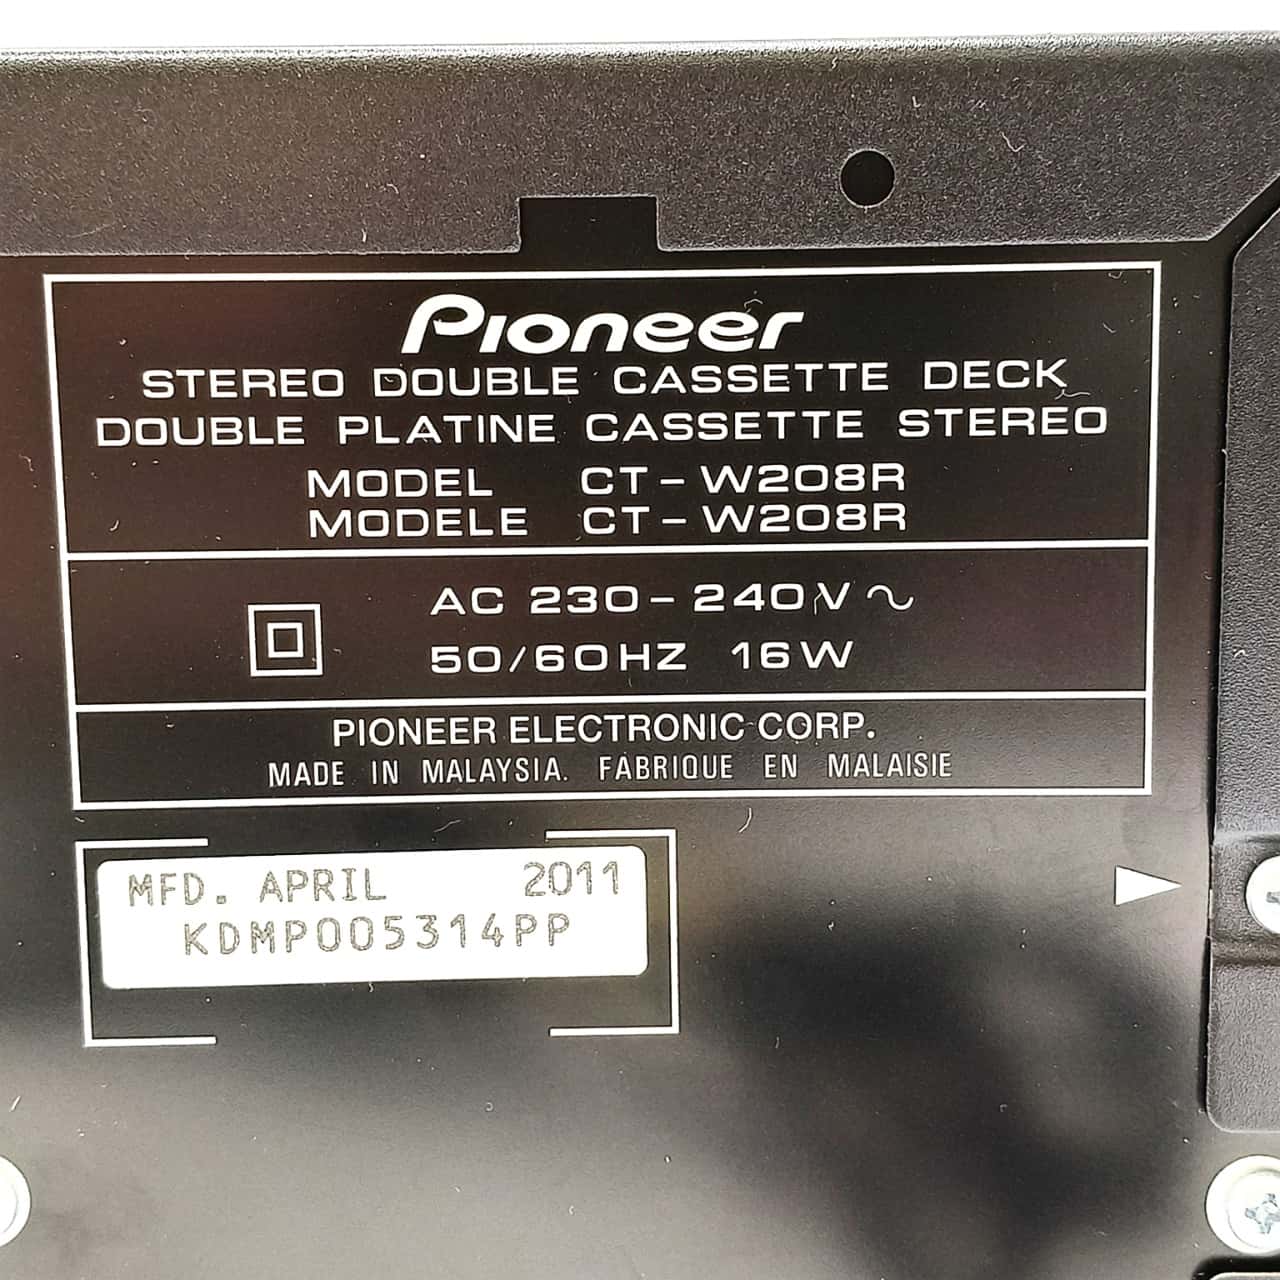 Pioneer
STEREO DOUBLE CASSETTE DECK
DOUBLE PLATINE CASSETTE STEREO
MODEL CT-W208R
MODELE CT-W208R
AC 230-240V ~
50/60HZ 16W
PIONEER ELECTRONIC CORP.
MADE IN MALAYSIA. FABRIQUE EN MALAISIE
MFD. APRIL 2011
KDMP005314PP